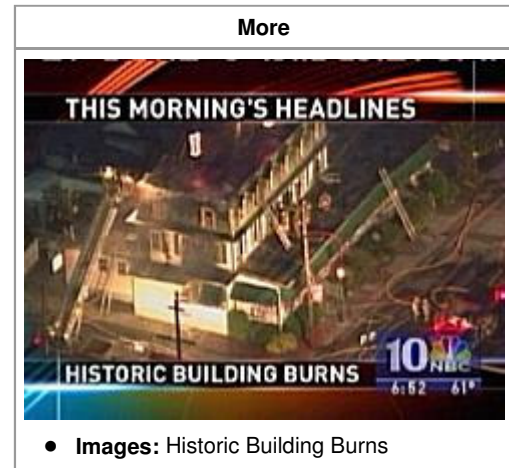 More
THIS MORNING'S HEADLINES
HISTORIC BUILDING BURNS
10 NBC
6:52 61°
• Images: Historic Building Burns